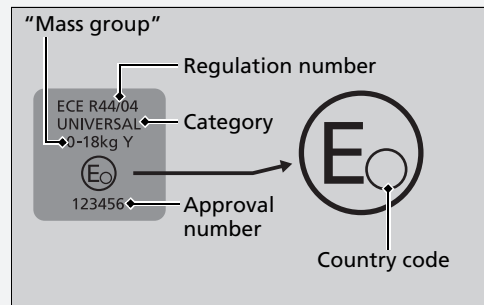 “Mass group”
Regulation number
ECE R44/04
UNIVERSAL
Category
0-18kg Y
E
E
123456
Approval
number
Country code